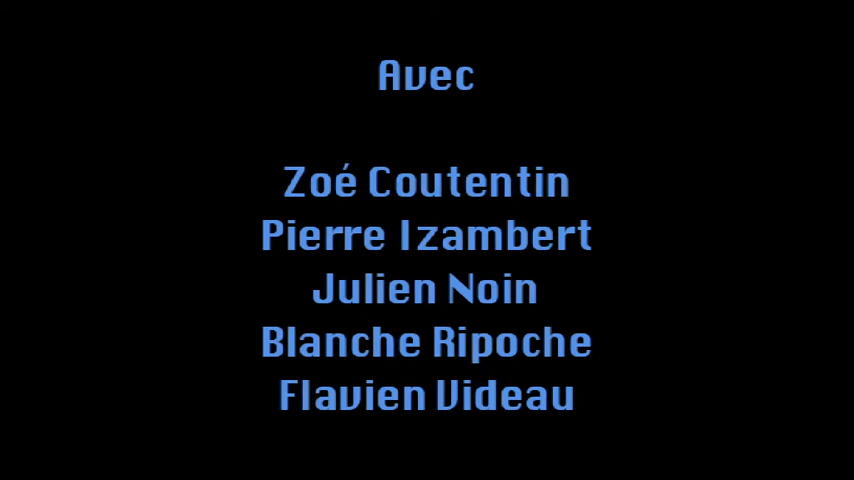 Avec
Zoé Coutentin
Pierre Izambert
Julien Noin
Blanche Ripoche
Flavien Videau